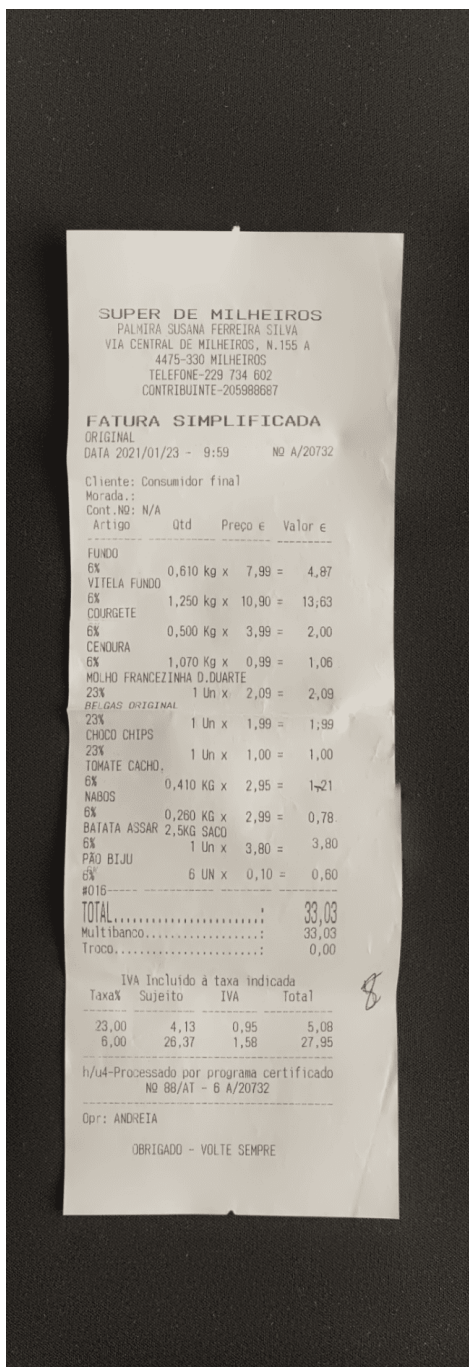 SUPER DE MILHEIROS
PALMIRA SUSANA FERREIRA SILVA
VIA CENTRAL DE MILHEIROS, N.155 A
4475-330 MILHEIROS
TELEFONE-229 734 602
CONTRIBUINTE-205988687
FATURA SIMPLIFICADA
ORIGINAL
DATA 2021/01/23 - 9:59 Nº A/20732
Cliente: Consumidor final
Morada.:
Cont.Nº: N/A
Artigo Qtd Preço € Valor €
--------- --------- -------- ---------
FUNDO
6% 0,610 kg x 7,99 = 4,87
VITELA FUNDO
6% 1,250 kg x 10,90 = 13,63
COURGETE
6% 0,500 Kg x 3,99 = 2,00
CENOURA
6% 1,070 Kg x 0,99 = 1,06
MOLHO FRANCEZINHA D.DUARTE
23% 1 Un x 2,09 = 2,09
BELGAS ORIGINAL
23% 1 Un x 1,99 = 1,99
CHOCO CHIPS
23% 1 Un x 1,00 = 1,00
TOMATE CACHO.
6% 0,410 KG x 2,95 = 1,21
NABOS
6% 0,260 KG x 2,99 = 0,78
BATATA ASSAR 2,5KG SACO
6% 1 Un x 3,80 = 3,80
PÃO BIJU
6% 6 UN x 0,10 = 0,60
#016----- --------- -------- ---------
TOTAL.......................: 33,03
Multibanco..................: 33,03
Troco.......................: 0,00
IVA Incluido à taxa indicada
Taxa% Sujeito IVA Total
23,00 4,13 0,95 5,08
6,00 26,37 1,58 27,95
h/u4-Processado por programa certificado
Nº 88/AT - 6 A/20732
Opr: ANDREIA
OBRIGADO - VOLTE SEMPRE
8